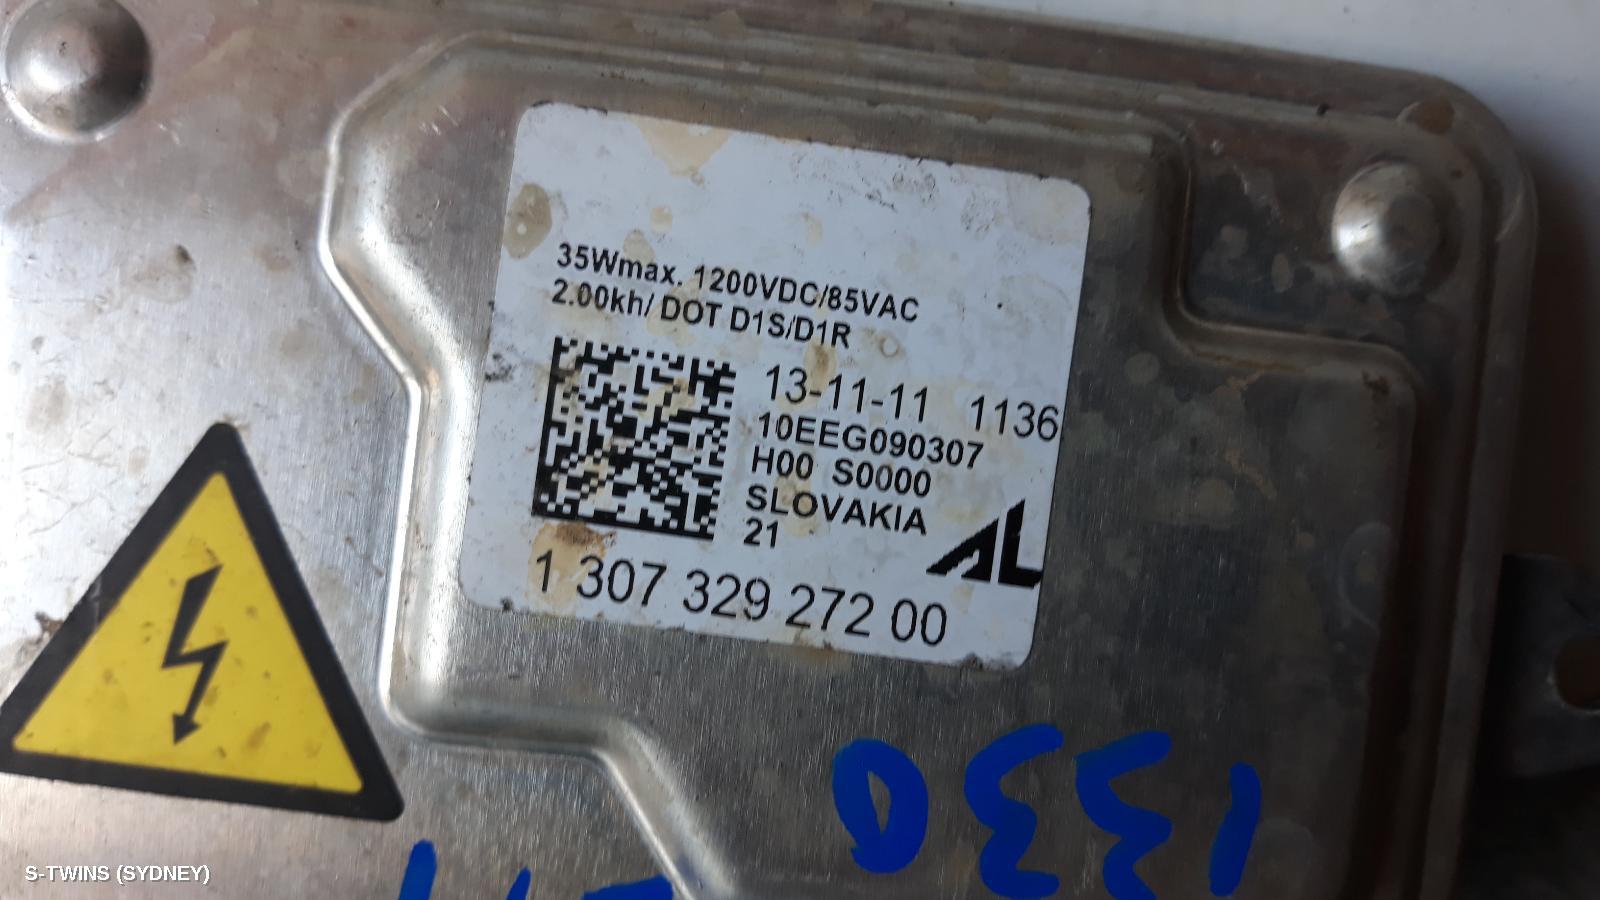 35Wmax. 1200VDC/85VAC
2.00kh/ DOT D1S/D1R
13-11-11 1136
10EEG090307
H00 S0000
SLOVAKIA
21
AL
1 307 329 272 00
1330
S-TWINS (SYDNEY)